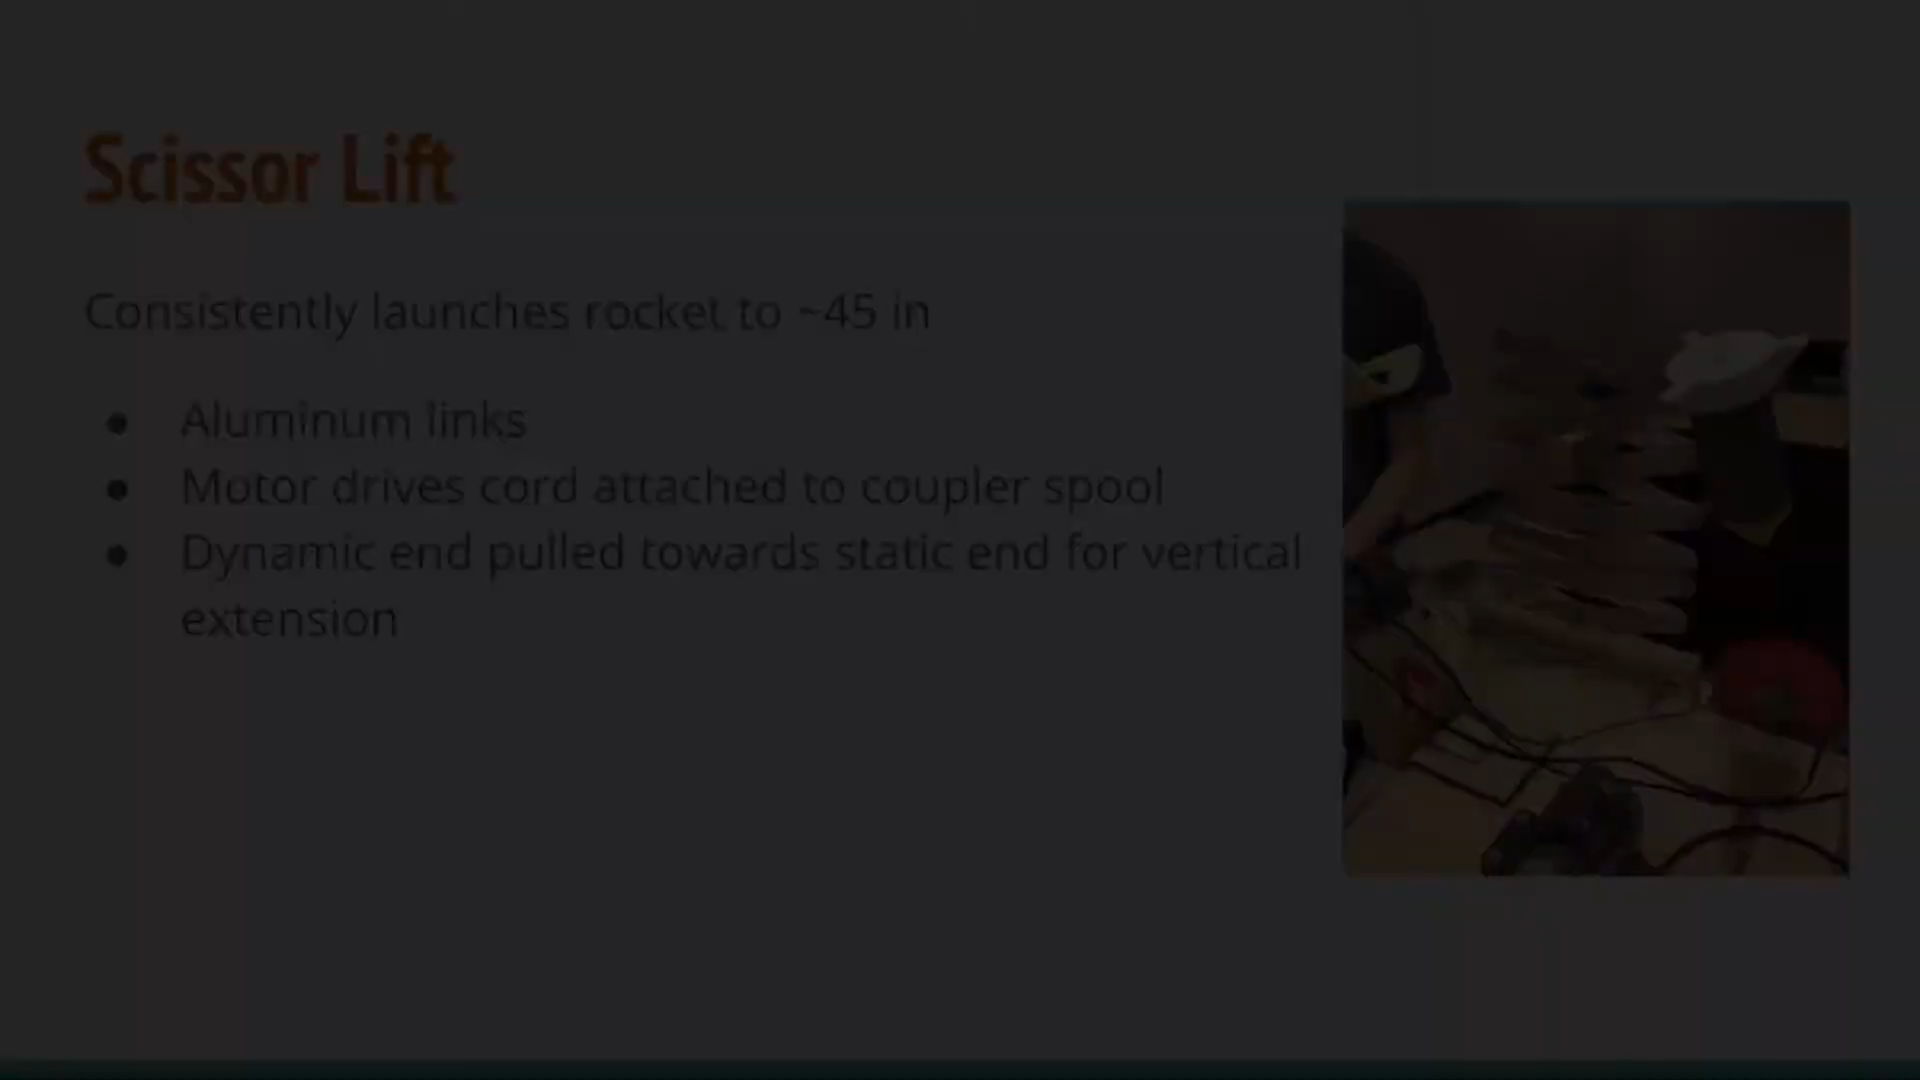 Scissor Lift
Consistently launches rocket to ~45 in
● Aluminum links
● Motor drives cord attached to coupler spool
● Dynamic end pulled towards static end for vertical
extension